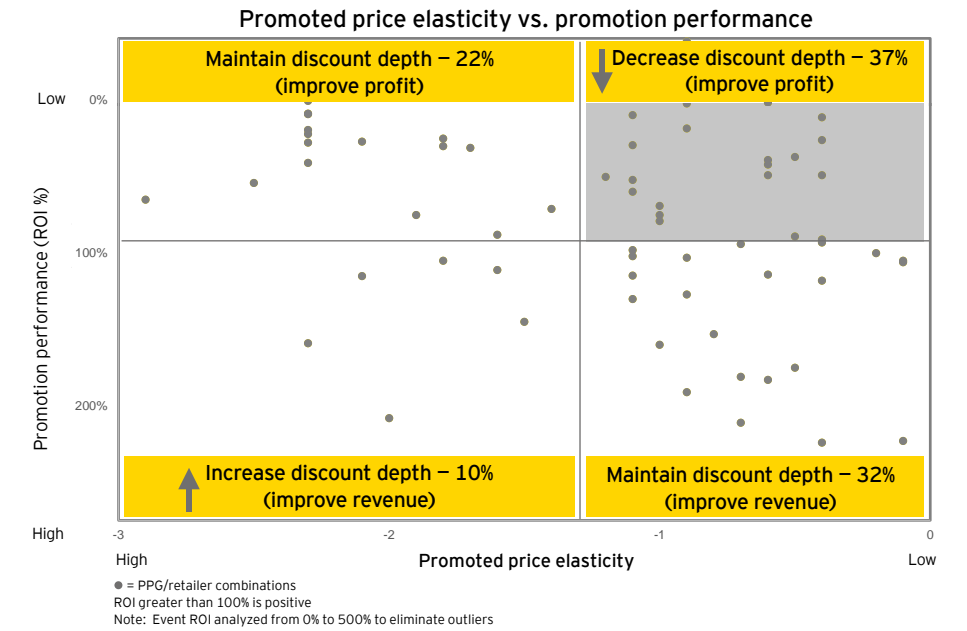 Promoted price elasticity vs. promotion performance
Maintain discount depth – 22%
(improve profit)
Decrease discount depth – 37%
(improve profit)
Low
0%
100%
200%
High
Promotion performance (ROI %)
Increase discount depth – 10%
(improve revenue)
Maintain discount depth – 32%
(improve revenue)
-3
-2
-1
0
High
Promoted price elasticity
Low
= PPG/retailer combinations
ROI greater than 100% is positive
Note: Event ROI analyzed from 0% to 500% to eliminate outliers